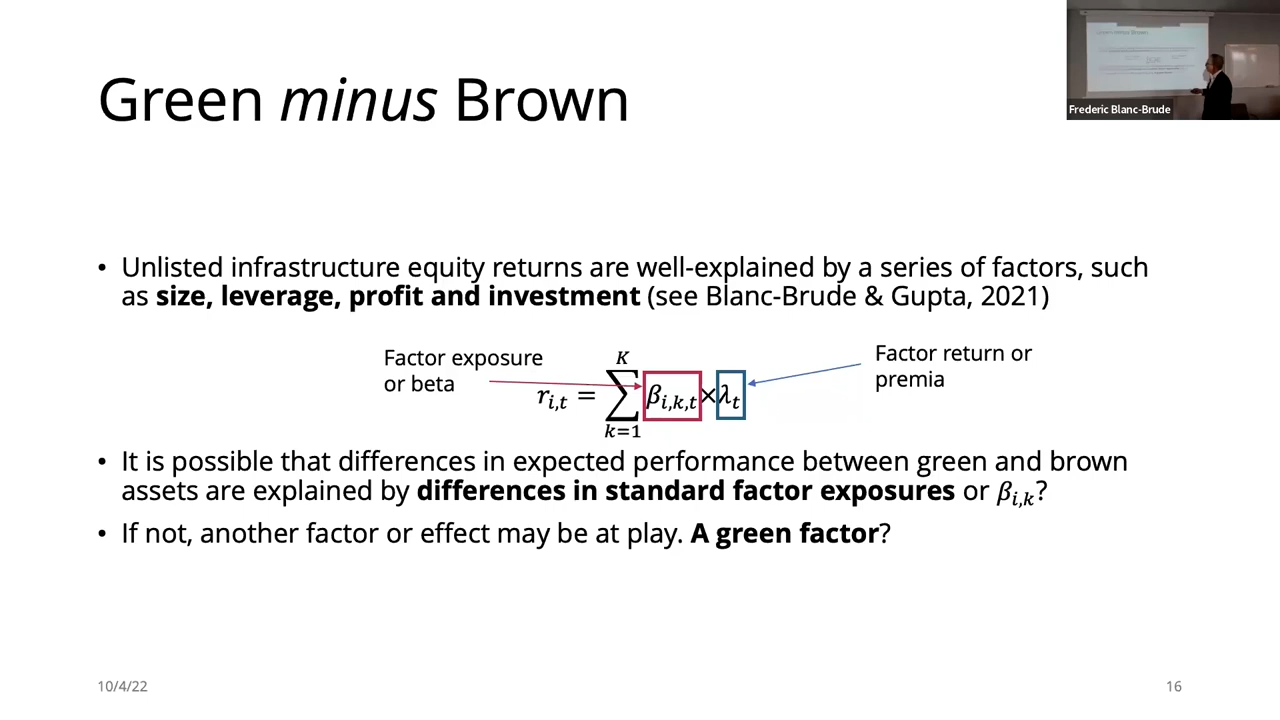 Green minus Brown
Frederic Blanc-Brude
• Unlisted infrastructure equity returns are well-explained by a series of factors, such
as size, leverage, profit and investment (see Blanc-Brude & Gupta, 2021)
Factor exposure
or beta
r_{i,t} = \sum_{k=1}^{K} β_{i,k,t} × λ_t
Factor return or
premia
• It is possible that differences in expected performance between green and brown
assets are explained by differences in standard factor exposures or β_{i,k}?
• If not, another factor or effect may be at play. A green factor?
10/4/22
16